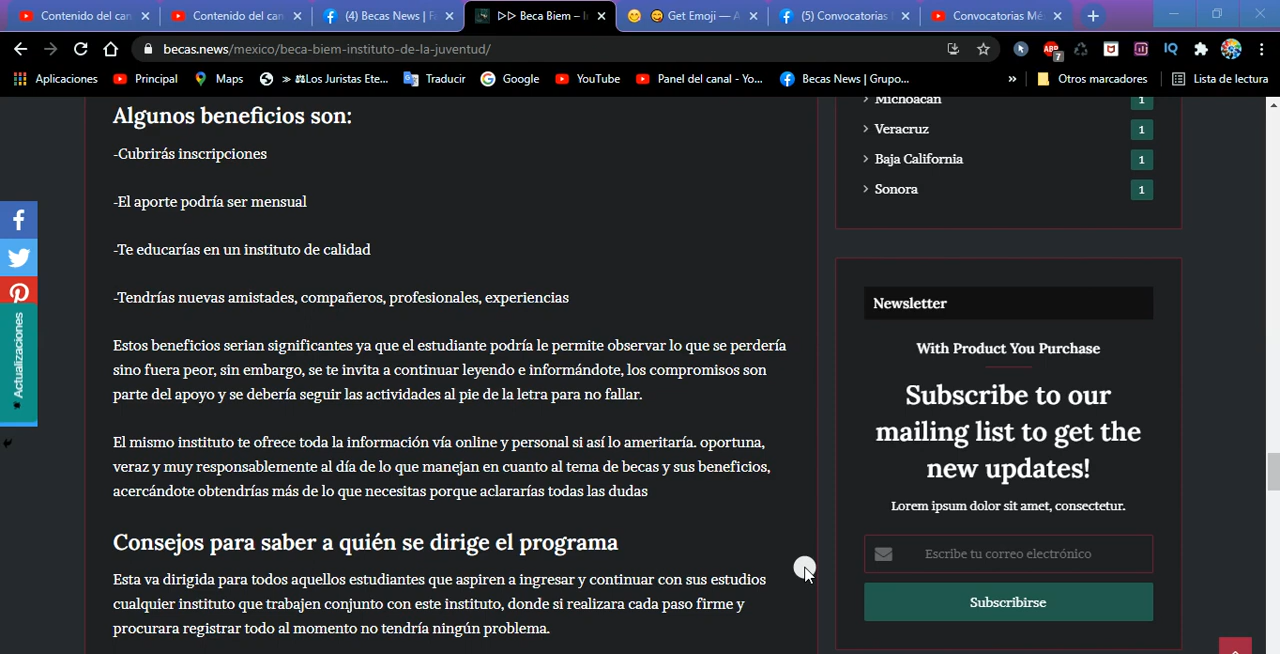 Contenido del can
Contenido del can
(4) Becas News | Fa
▷▷ Beca Biem – I
😄 Get Emoji — A
(5) Convocatorias
Convocatorias Mé
becas.news/mexico/beca-biem-instituto-de-la-juventud/
7
IQ
Aplicaciones
Principal
Maps
» ⚖Los Juristas Ete...
Traducir
Google
YouTube
Panel del canal - Yo...
Becas News | Grupo...
»
Otros marcadores
Lista de lectura
Algunos beneficios son:
-Cubrirás inscripciones
-El aporte podría ser mensual
-Te educarías en un instituto de calidad
-Tendrías nuevas amistades, compañeros, profesionales, experiencias
Estos beneficios serian significantes ya que el estudiante podría le permite observar lo que se perdería
sino fuera peor, sin embargo, se te invita a continuar leyendo e informándote, los compromisos son
parte del apoyo y se debería seguir las actividades al pie de la letra para no fallar.
El mismo instituto te ofrece toda la información vía online y personal si así lo ameritaría. oportuna,
veraz y muy responsablemente al día de lo que manejan en cuanto al tema de becas y sus beneficios,
acercándote obtendrías más de lo que necesitas porque aclararías todas las dudas
Consejos para saber a quién se dirige el programa
Esta va dirigida para todos aquellos estudiantes que aspiren a ingresar y continuar con sus estudios
cualquier instituto que trabajen conjunto con este instituto, donde si realizara cada paso firme y
procurara registrar todo al momento no tendría ningún problema.
Actualizaciones
Michoacán 1
Veracruz 1
Baja California 1
Sonora 1
Newsletter
With Product You Purchase
Subscribe to our
mailing list to get the
new updates!
Lorem ipsum dolor sit amet, consectetur.
Escribe tu correo electrónico
Subscribirse